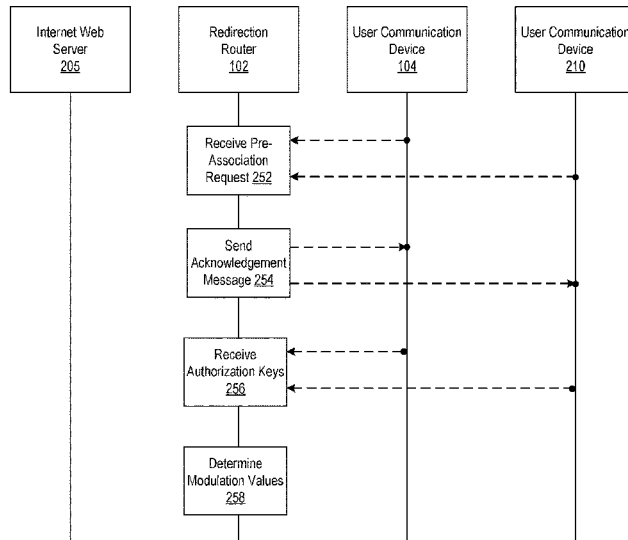 Internet Web
Server
205
Redirection
Router
102
User Communication
Device
104
User Communication
Device
210
Receive Pre-
Association
Request 252
Send
Acknowledgement
Message 254
Receive
Authorization Keys
256
Determine
Modulation Values
258